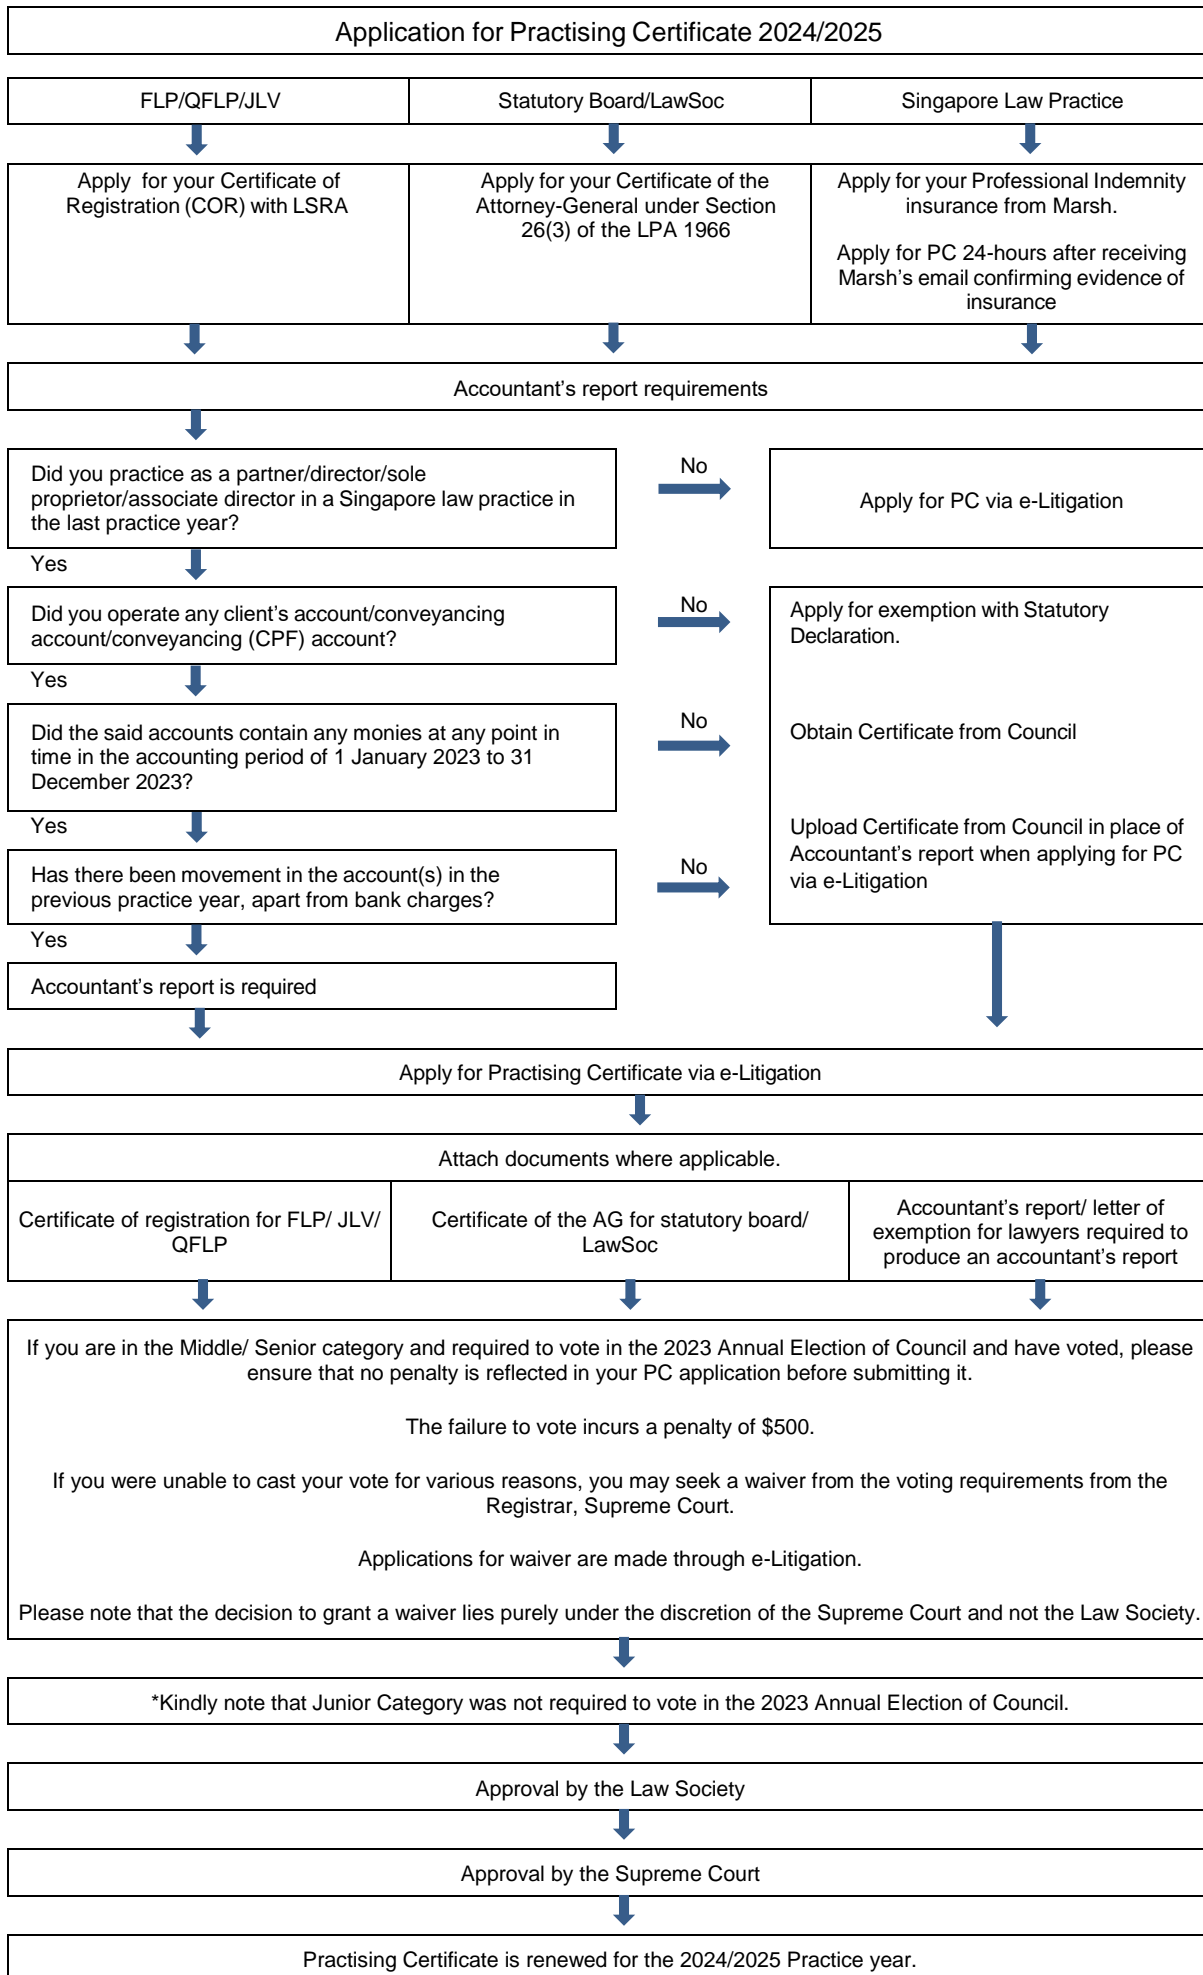 Application for Practising Certificate 2024/2025
FLP/QFLP/JLV
Statutory Board/LawSoc
Singapore Law Practice
Apply for your Certificate of
Registration (COR) with LSRA
Apply for your Certificate of the
Attorney-General under Section
26(3) of the LPA 1966
Apply for your Professional Indemnity
insurance from Marsh.
Apply for PC 24-hours after receiving
Marsh's email confirming evidence of
insurance
Accountant's report requirements
Did you practice as a partner/director/sole
proprietor/associate director in a Singapore law practice in
the last practice year?
No
Apply for PC via e-Litigation
Yes
Did you operate any client's account/conveyancing
account/conveyancing (CPF) account?
No
Apply for exemption with Statutory
Declaration.
Yes
Did the said accounts contain any monies at any point in
time in the accounting period of 1 January 2023 to 31
December 2023?
No
Obtain Certificate from Council
Yes
Has there been movement in the account(s) in the
previous practice year, apart from bank charges?
No
Upload Certificate from Council in place of
Accountant's report when applying for PC
via e-Litigation
Yes
Accountant's report is required
Apply for Practising Certificate via e-Litigation
Attach documents where applicable.
Certificate of registration for FLP/ JLV/
QFLP
Certificate of the AG for statutory board/
LawSoc
Accountant's report/ letter of
exemption for lawyers required to
produce an accountant's report
If you are in the Middle/ Senior category and required to vote in the 2023 Annual Election of Council and have voted, please
ensure that no penalty is reflected in your PC application before submitting it.
The failure to vote incurs a penalty of $500.
If you were unable to cast your vote for various reasons, you may seek a waiver from the voting requirements from the
Registrar, Supreme Court.
Applications for waiver are made through e-Litigation.
Please note that the decision to grant a waiver lies purely under the discretion of the Supreme Court and not the Law Society.
*Kindly note that Junior Category was not required to vote in the 2023 Annual Election of Council.
Approval by the Law Society
Approval by the Supreme Court
Practising Certificate is renewed for the 2024/2025 Practice year.